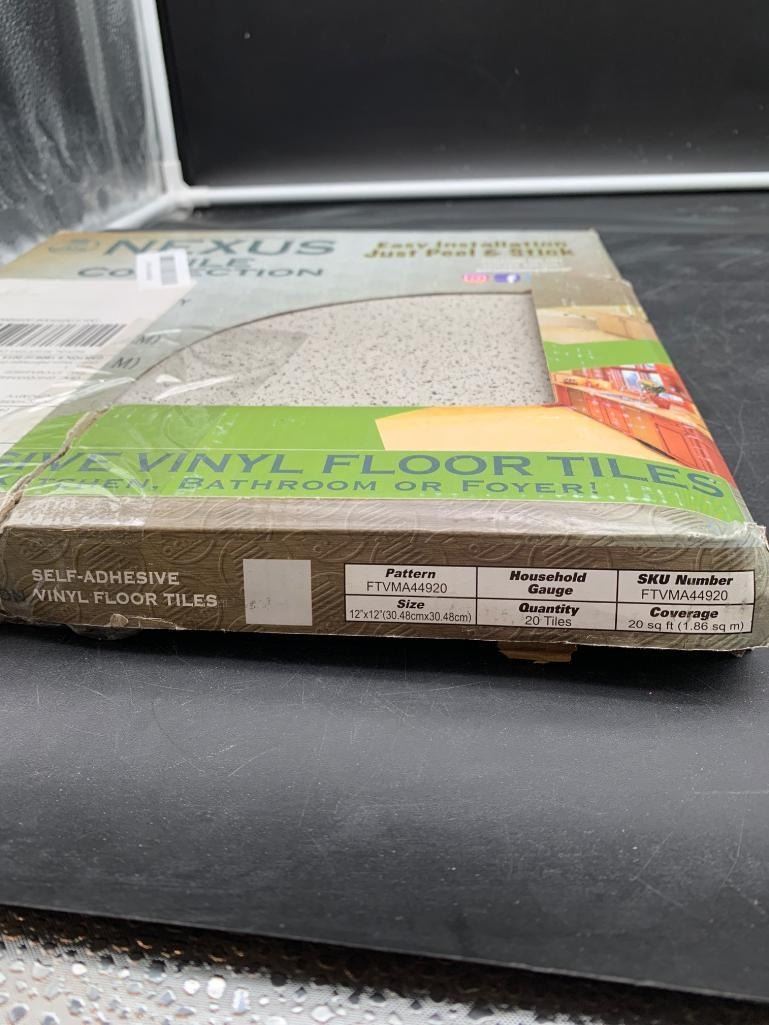 NEXUS
TILE
COLLECTION
Easy Installation
Just Peel & Stick
M)
M)
VINYL FLOOR TILES
KITCHEN, BATHROOM OR FOYER!
SELF-ADHESIVE
VINYL FLOOR TILES
Pattern
FTVMA44920
Household
Gauge
SKU Number
FTVMA44920
Size
12"x12"(30.48cmx30.48cm)
Quantity
20 Tiles
Coverage
20 sq ft (1.86 sq m)